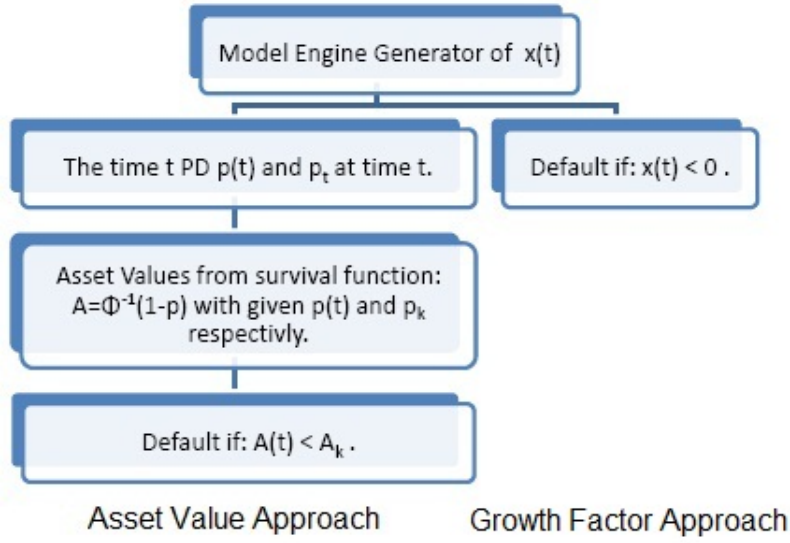 Model Engine Generator of x(t)
The time t PD p(t) and pₜ at time t.
Default if: x(t) < 0 .
Asset Values from survival function:
A=Φ⁻¹(1-p) with given p(t) and pₖ
respectivly.
Default if: A(t) < Aₖ .
Asset Value Approach
Growth Factor Approach